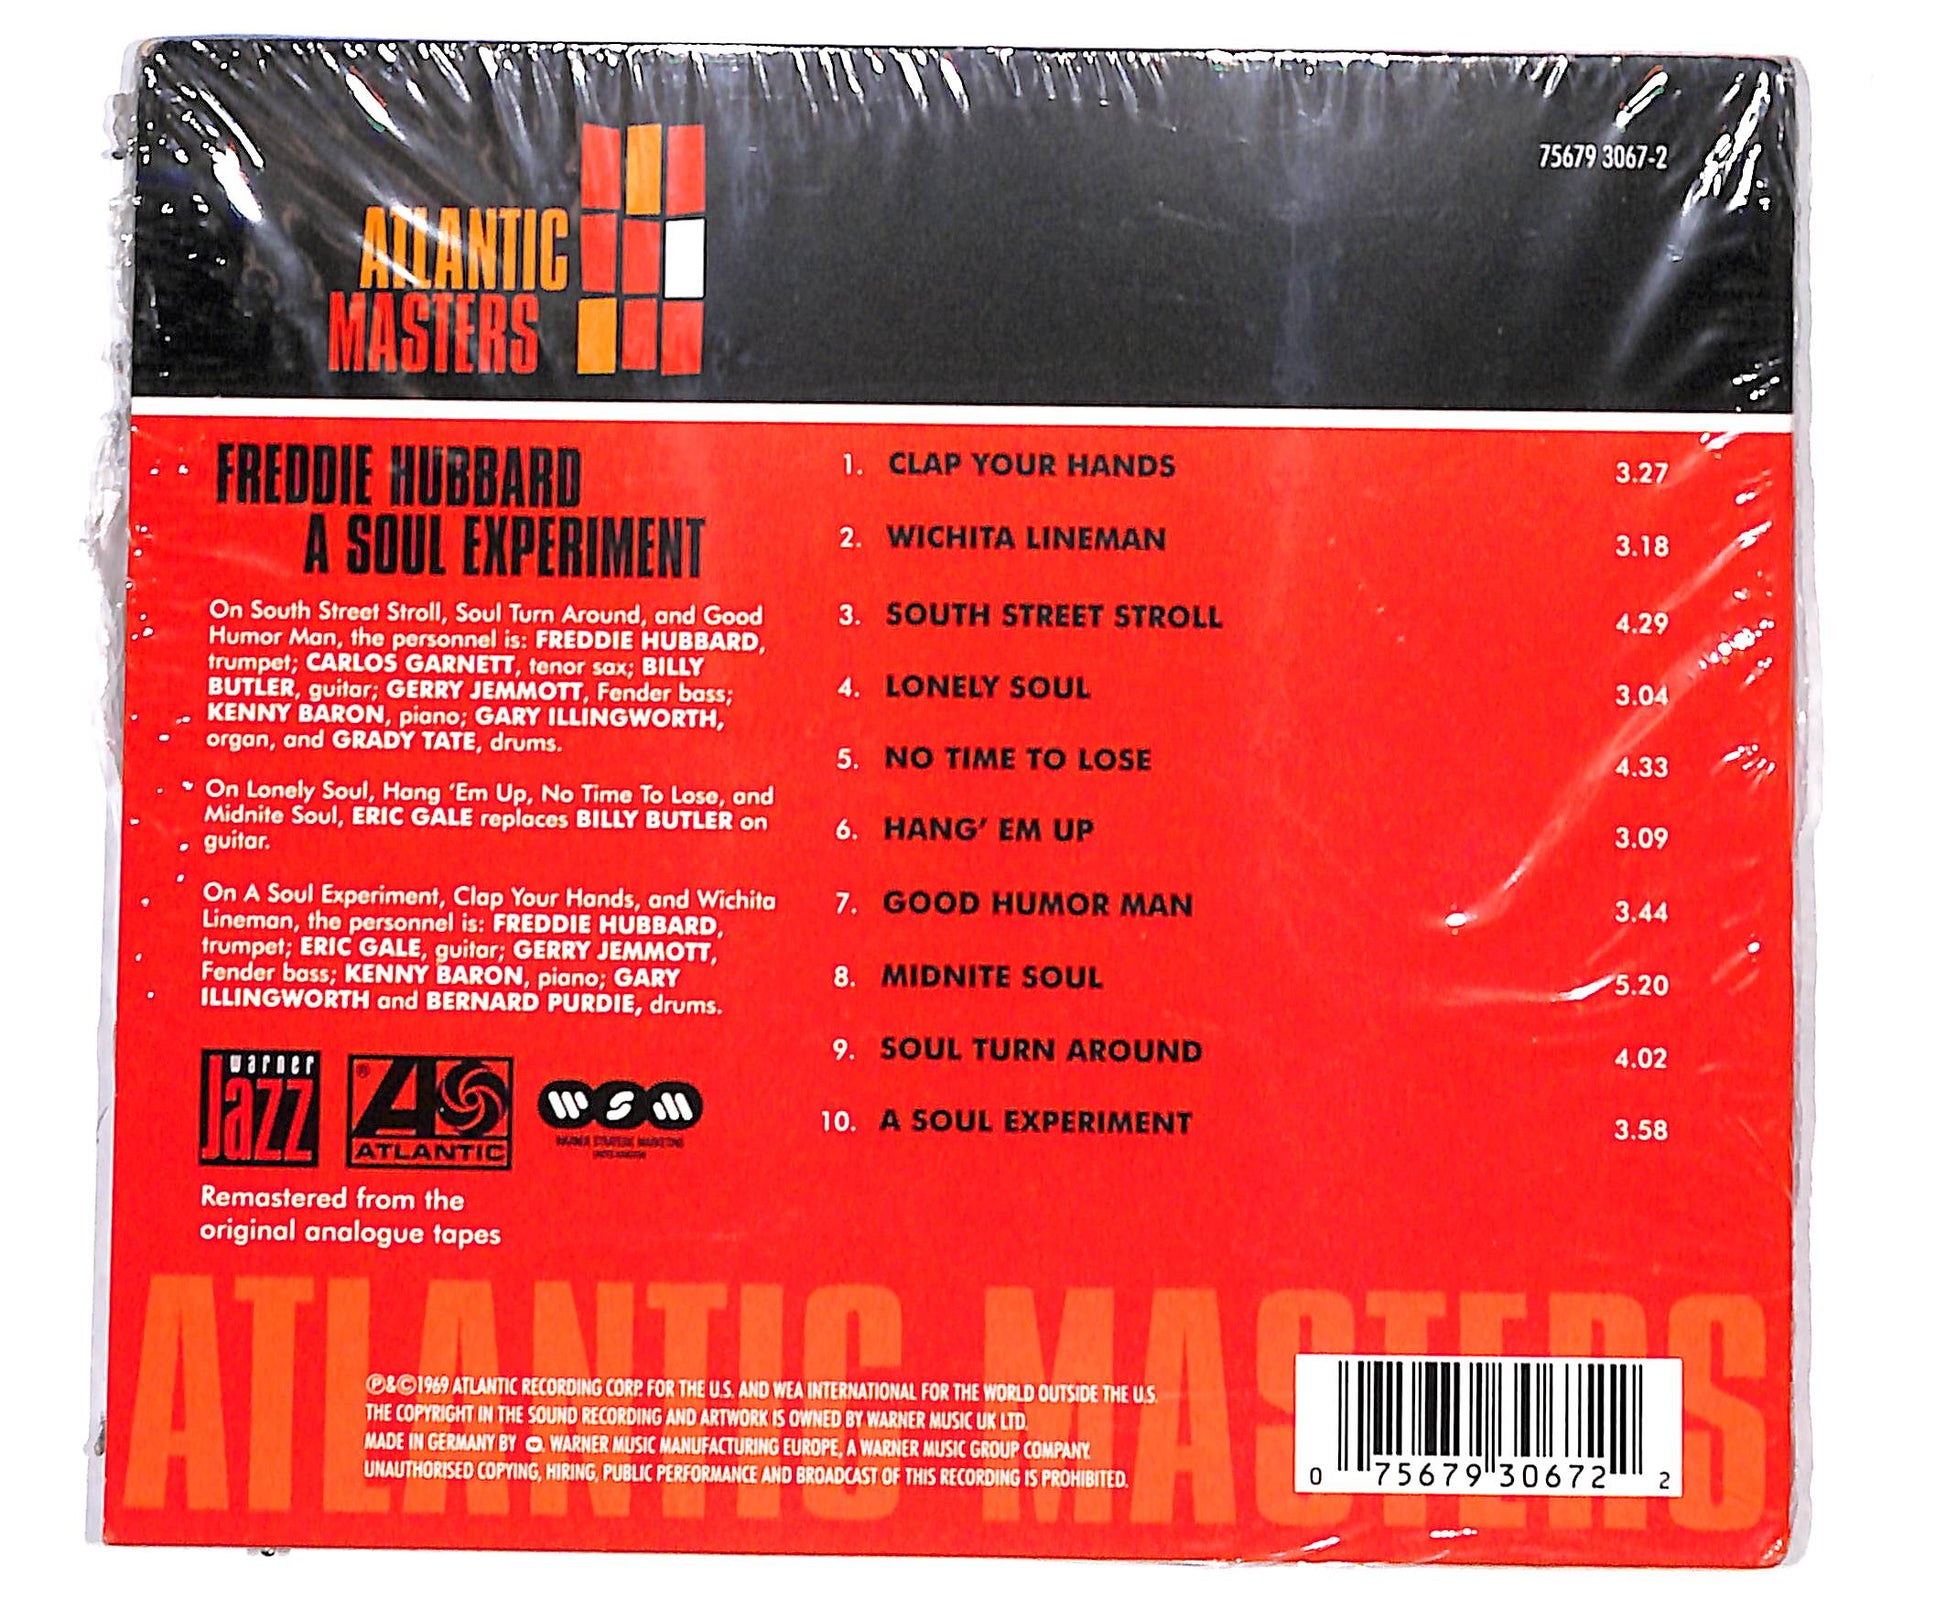 75679 3067-2
ATLANTIC
MASTERS
FREDDIE HUBBARD
A SOUL EXPERIMENT
On South Street Stroll, Soul Turn Around, and Good
Humor Man, the personnel is: FREDDIE HUBBARD,
trumpet; CARLOS GARNETT, tenor sax; BILLY
BUTLER, guitar; GERRY JEMMOTT, Fender bass;
KENNY BARON, piano; GARY ILLINGWORTH,
organ, and GRADY TATE, drums.
On Lonely Soul, Hang 'Em Up, No Time To Lose, and
Midnite Soul, ERIC GALE replaces BILLY BUTLER on
guitar.
On A Soul Experiment, Clap Your Hands, and Wichita
Lineman, the personnel is: FREDDIE HUBBARD,
trumpet; ERIC GALE, guitar; GERRY JEMMOTT,
Fender bass; KENNY BARON, piano; GARY
ILLINGWORTH and BERNARD PURDIE, drums.
warner
Jazz
ATLANTIC
WSM
WARNER STRATEGIC MARKETING
UNITED KINGDOM
Remastered from the
original analogue tapes
1. CLAP YOUR HANDS 3.27
2. WICHITA LINEMAN 3.18
3. SOUTH STREET STROLL 4.29
4. LONELY SOUL 3.04
5. NO TIME TO LOSE 4.33
6. HANG' EM UP 3.09
7. GOOD HUMOR MAN 3.44
8. MIDNITE SOUL 5.20
9. SOUL TURN AROUND 4.02
10. A SOUL EXPERIMENT 3.58
ATLANTIC MASTERS
℗&©1969 ATLANTIC RECORDING CORP. FOR THE U.S. AND WEA INTERNATIONAL FOR THE WORLD OUTSIDE THE U.S.
THE COPYRIGHT IN THE SOUND RECORDING AND ARTWORK IS OWNED BY WARNER MUSIC UK LTD.
MADE IN GERMANY BY WARNER MUSIC MANUFACTURING EUROPE, A WARNER MUSIC GROUP COMPANY.
UNAUTHORISED COPYING, HIRING, PUBLIC PERFORMANCE AND BROADCAST OF THIS RECORDING IS PROHIBITED.
0 75679 30672 2